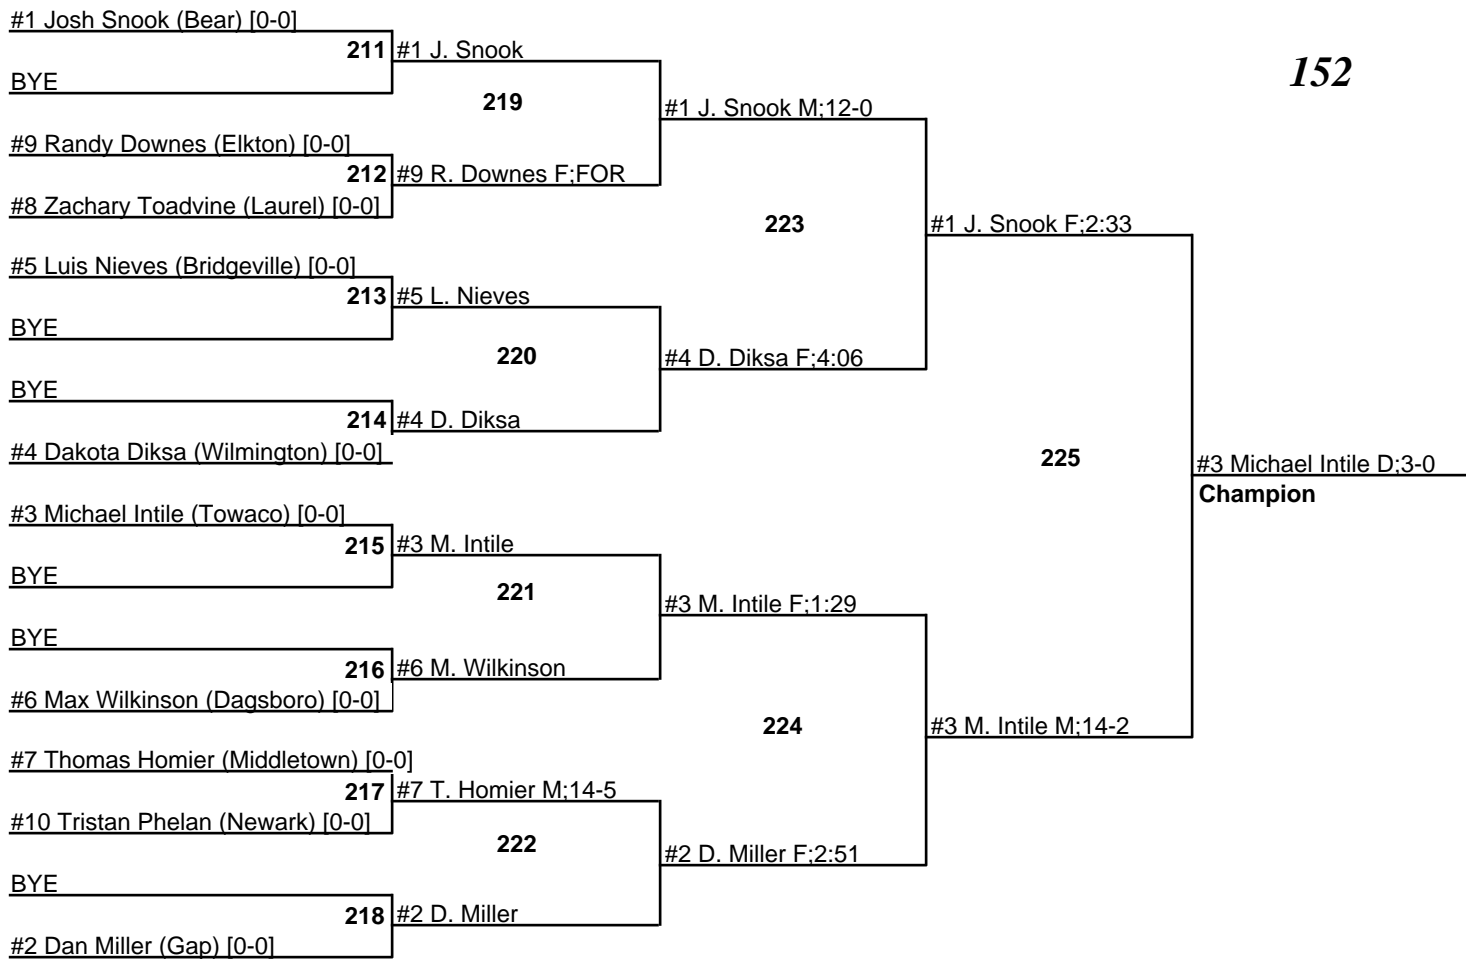 #1 Josh Snook (Bear) [0-0]
211
#1 J. Snook
BYE
152
219
#1 J. Snook M;12-0
#9 Randy Downes (Elkton) [0-0]
212
#9 R. Downes F;FOR
#8 Zachary Toadvine (Laurel) [0-0]
223
#1 J. Snook F;2:33
#5 Luis Nieves (Bridgeville) [0-0]
213
#5 L. Nieves
BYE
220
#4 D. Diksa F;4:06
BYE
214
#4 D. Diksa
#4 Dakota Diksa (Wilmington) [0-0]
225
#3 Michael Intile D;3-0
Champion
#3 Michael Intile (Towaco) [0-0]
215
#3 M. Intile
BYE
221
#3 M. Intile F;1:29
BYE
216
#6 M. Wilkinson
#6 Max Wilkinson (Dagsboro) [0-0]
224
#3 M. Intile M;14-2
#7 Thomas Homier (Middletown) [0-0]
217
#7 T. Homier M;14-5
#10 Tristan Phelan (Newark) [0-0]
222
#2 D. Miller F;2:51
BYE
218
#2 D. Miller
#2 Dan Miller (Gap) [0-0]